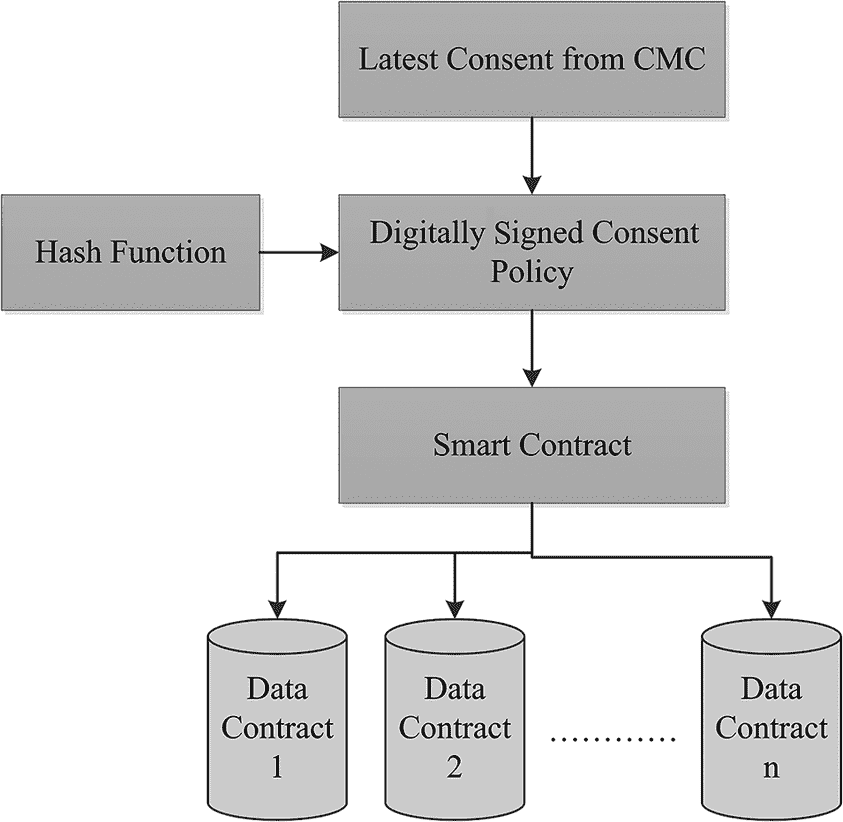 Latest Consent from CMC
Hash Function
Digitally Signed Consent
Policy
Smart Contract
Data
Contract
1
Data
Contract
2
............
Data
Contract
n